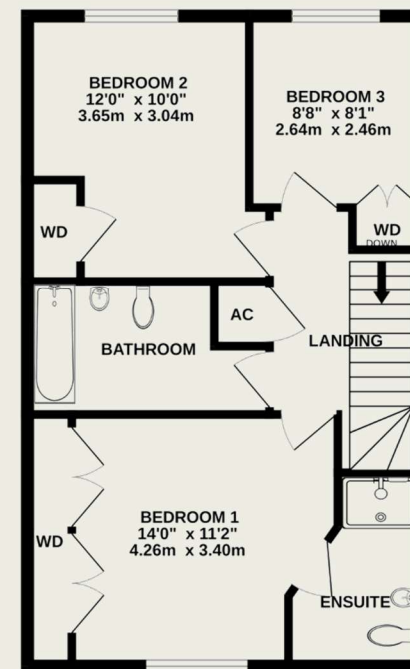 BEDROOM 2
12'0" x 10'0"
3.65m x 3.04m
BEDROOM 3
8'8" x 8'1"
2.64m x 2.46m
WD
WD
DOWN
AC
LANDING
BATHROOM
BEDROOM 1
14'0" x 11'2"
4.26m x 3.40m
WD
ENSUITE